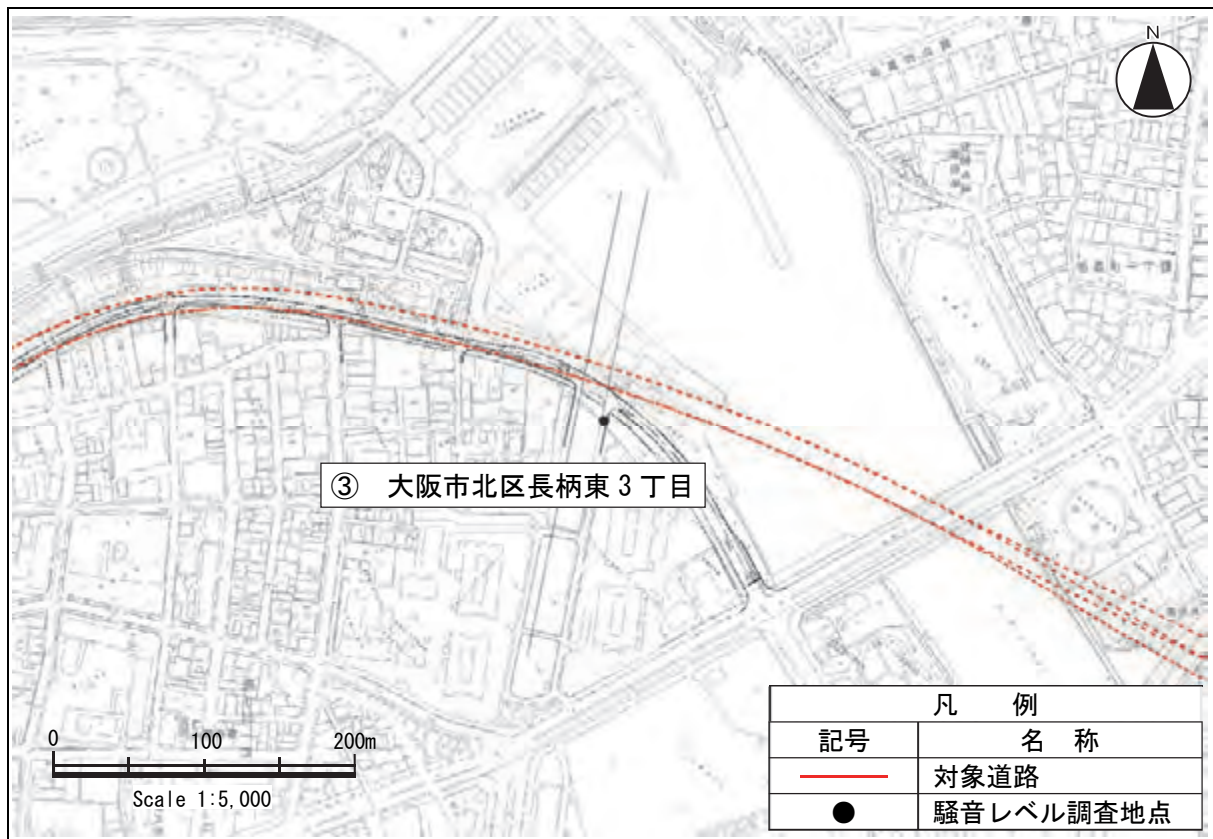 N
③ 大阪市北区長柄東3丁目
0 100 200m
Scale 1:5,000
凡 例
記号 名 称
対象道路
騒音レベル調査地点